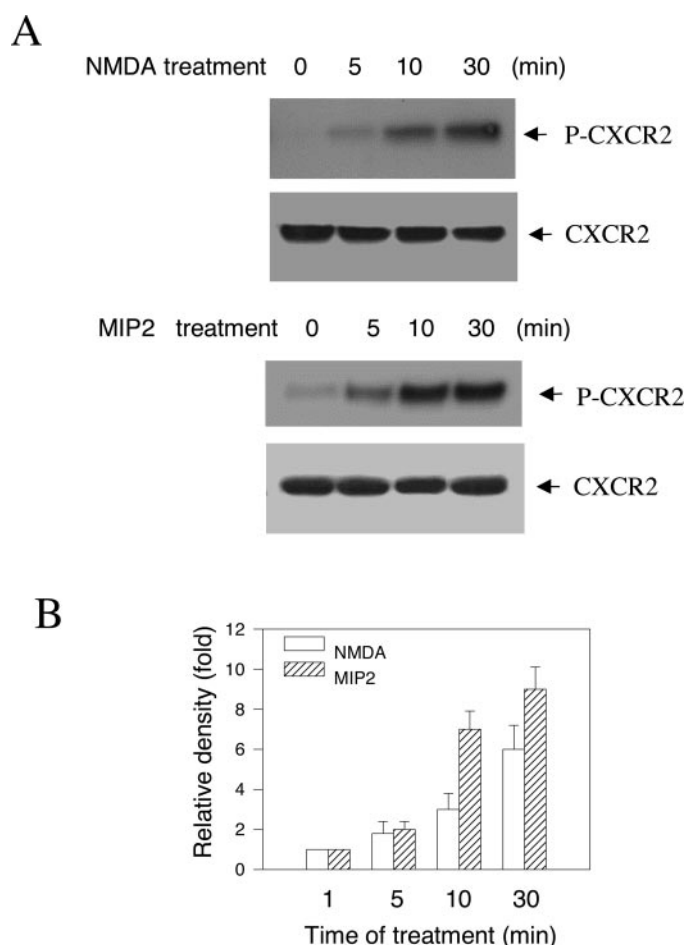 A
NMDA treatment 0 5 10 30 (min)
P-CXCR2
CXCR2
MIP2 treatment 0 5 10 30 (min)
P-CXCR2
CXCR2
B
Relative density (fold)
12
10
8
6
4
2
0
NMDA
MIP2
1 5 10 30
Time of treatment (min)